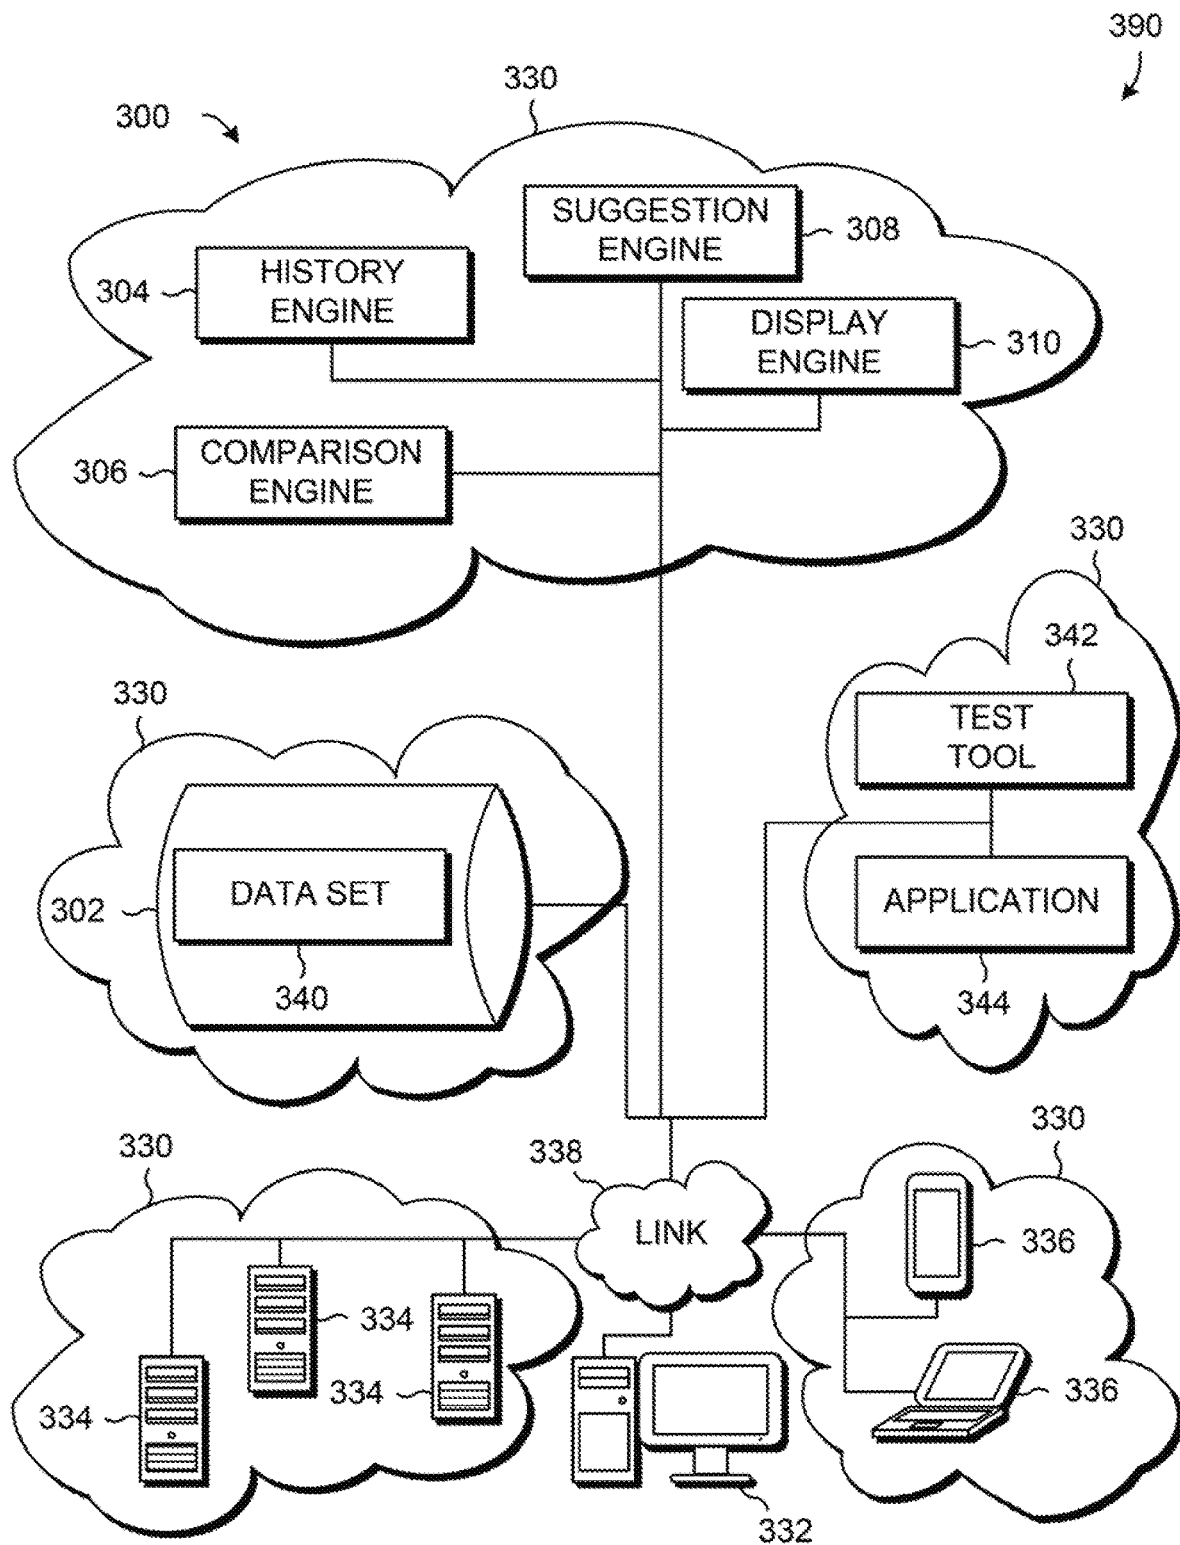 390
330
300
SUGGESTION
ENGINE
308
HISTORY
ENGINE
304
DISPLAY
ENGINE
310
COMPARISON
ENGINE
306
330
342
TEST
TOOL
330
DATA SET
302
APPLICATION
340
344
330
338
330
LINK
336
334
334
334
336
332